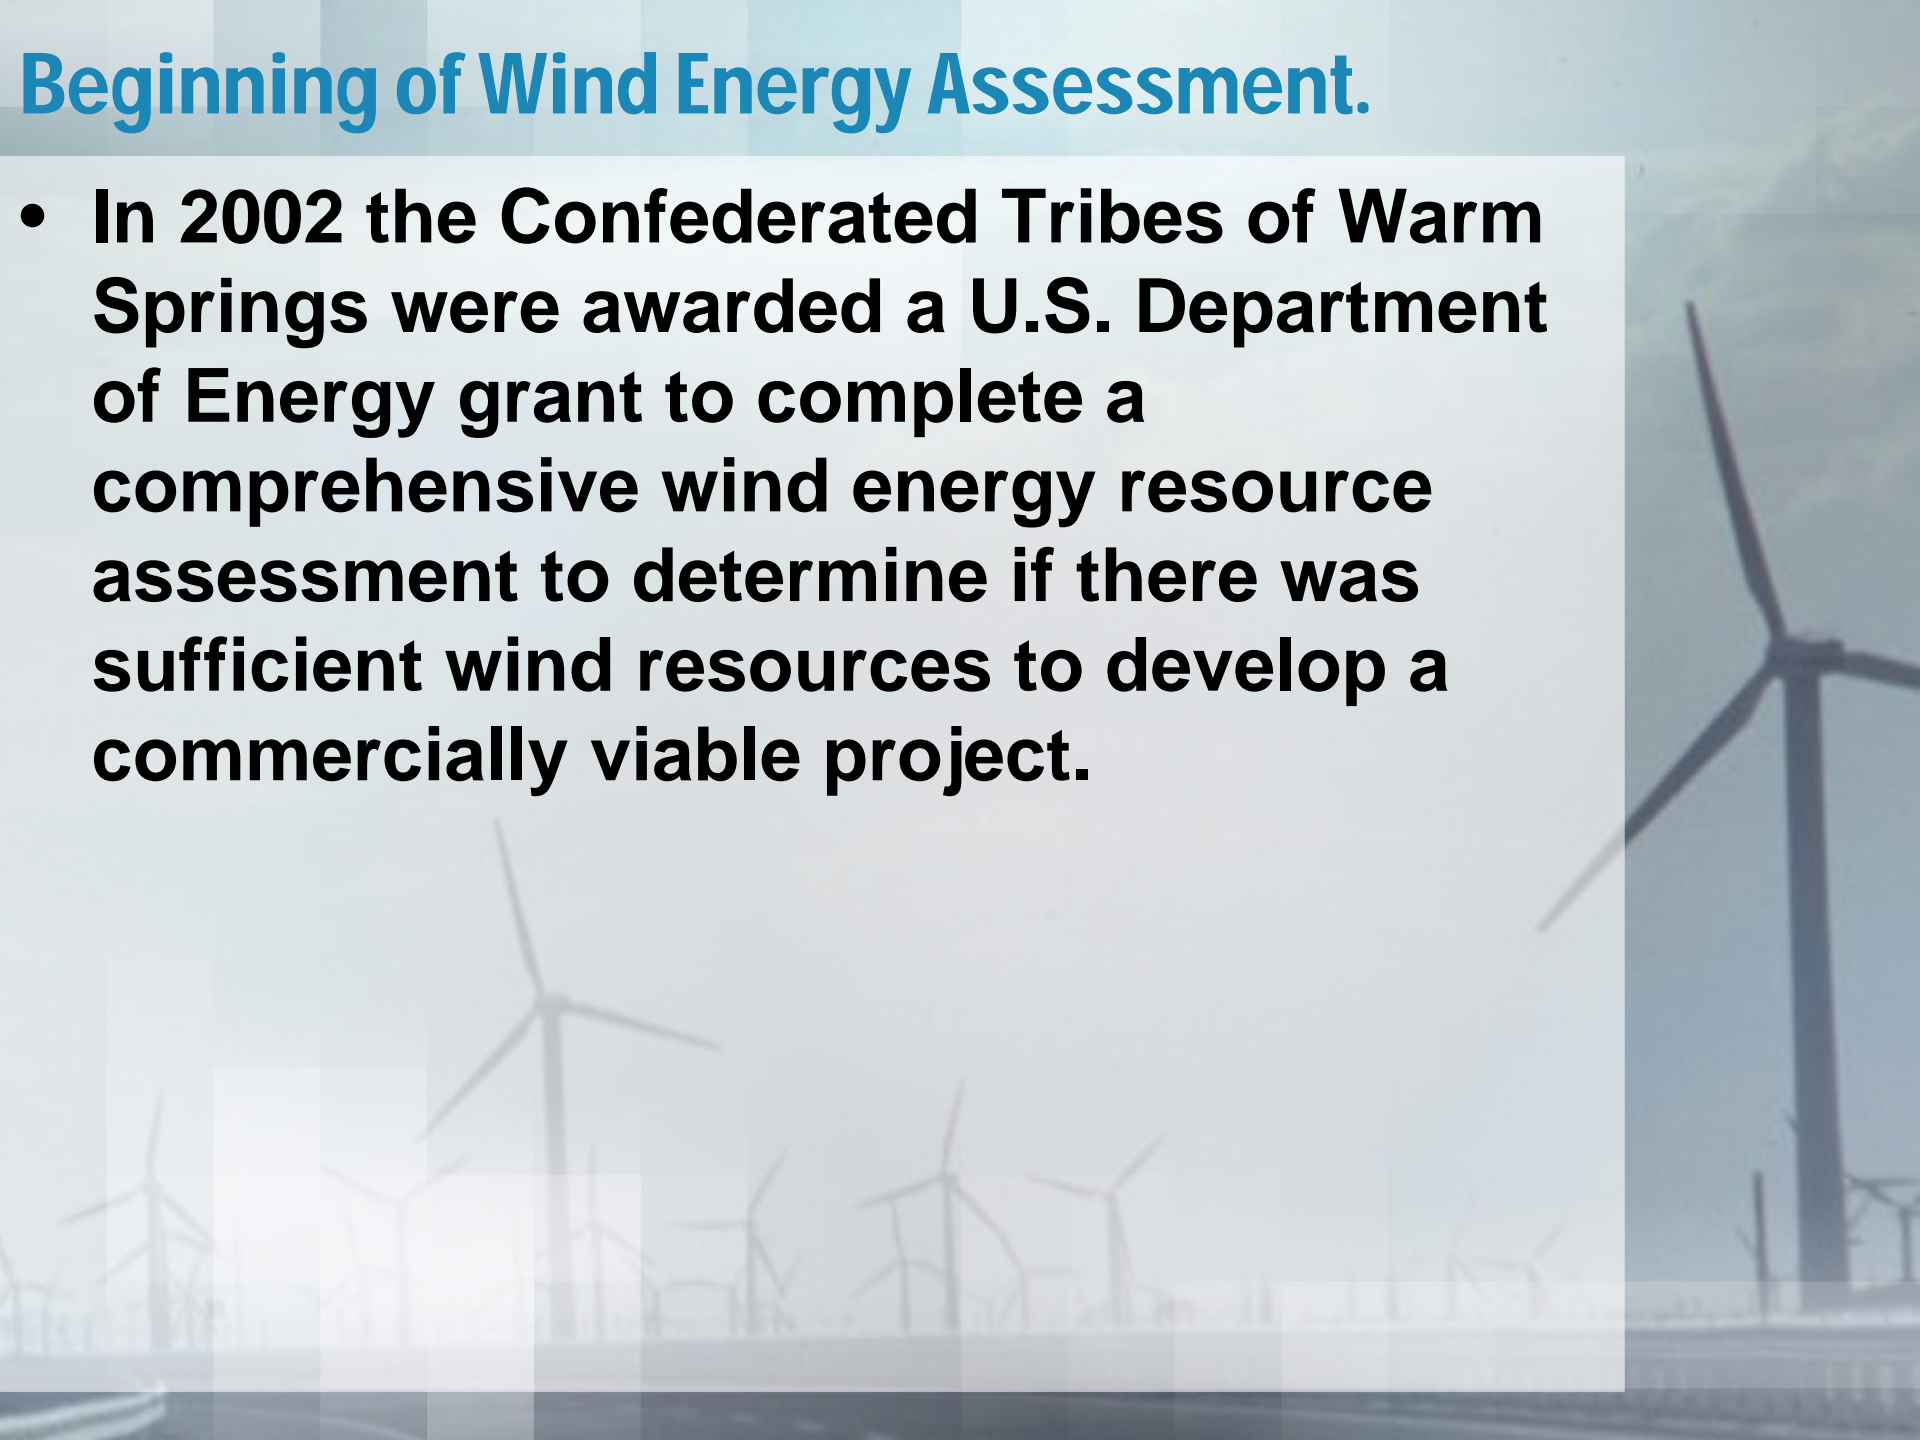 Beginning of Wind Energy Assessment.
• In 2002 the Confederated Tribes of Warm
Springs were awarded a U.S. Department
of Energy grant to complete a
comprehensive wind energy resource
assessment to determine if there was
sufficient wind resources to develop a
commercially viable project.